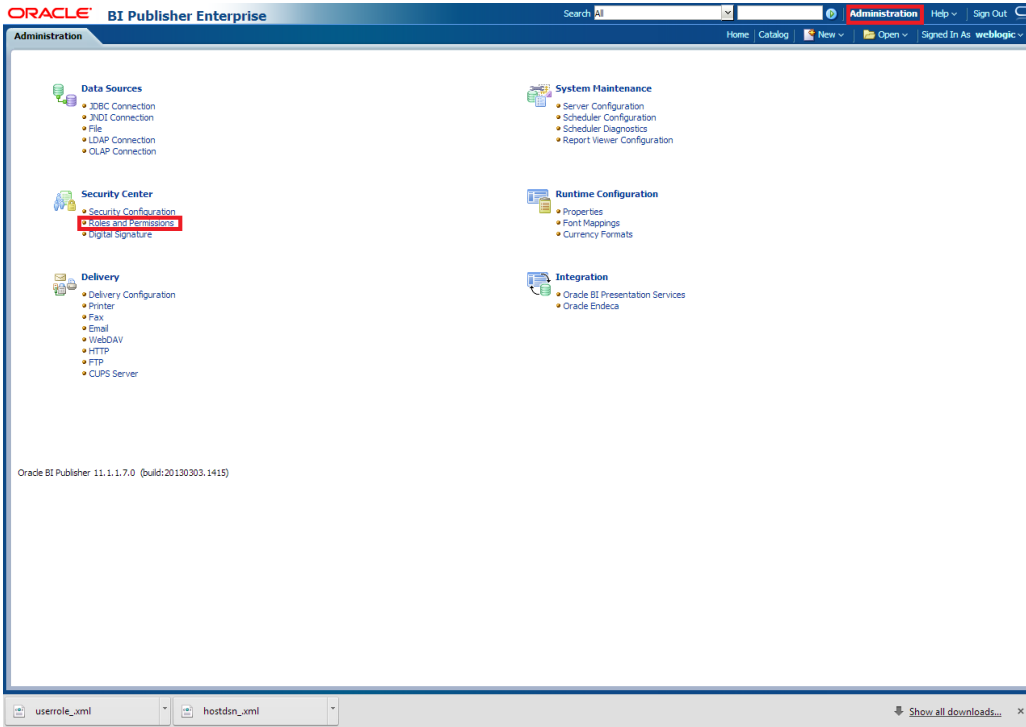 ORACLE BI Publisher Enterprise
Search All
Administration Help Sign Out
Administration
Home Catalog New Open Signed In As weblogic
Data Sources
JDBC Connection
JNDI Connection
File
LDAP Connection
OLAP Connection
System Maintenance
Server Configuration
Scheduler Configuration
Scheduler Diagnostics
Report Viewer Configuration
Security Center
Security Configuration
Roles and Permissions
Digital Signature
Runtime Configuration
Properties
Font Mappings
Currency Formats
Delivery
Delivery Configuration
Printer
Fax
Email
WebDAV
HTTP
FTP
CUPS Server
Integration
Oracle BI Presentation Services
Oracle Endeca
Oracle BI Publisher 11.1.1.7.0 (build:20130303.1415)
userrole_.xml
hostdsn_.xml
Show all downloads...